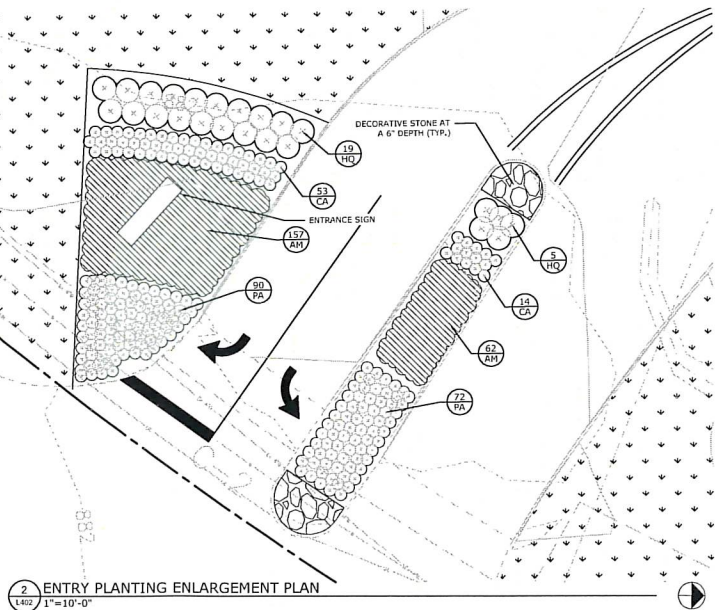 DECORATIVE STONE AT
A 6" DEPTH (TYP.)
19
HQ
53
CA
ENTRANCE SIGN
157
AM
90
PA
5
HQ
14
CA
62
AM
72
PA
882
2
L402
ENTRY PLANTING ENLARGEMENT PLAN
1"=10'-0"